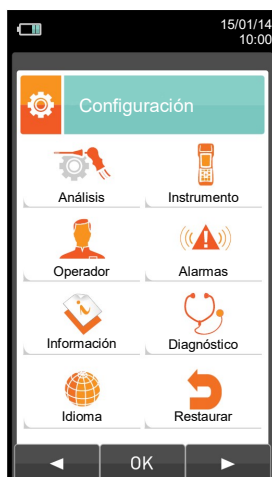 15/01/14
10:00
Configuración
Análisis
Instrumento
Operador
Alarmas
Información
Diagnóstico
Idioma
Restaurar
OK